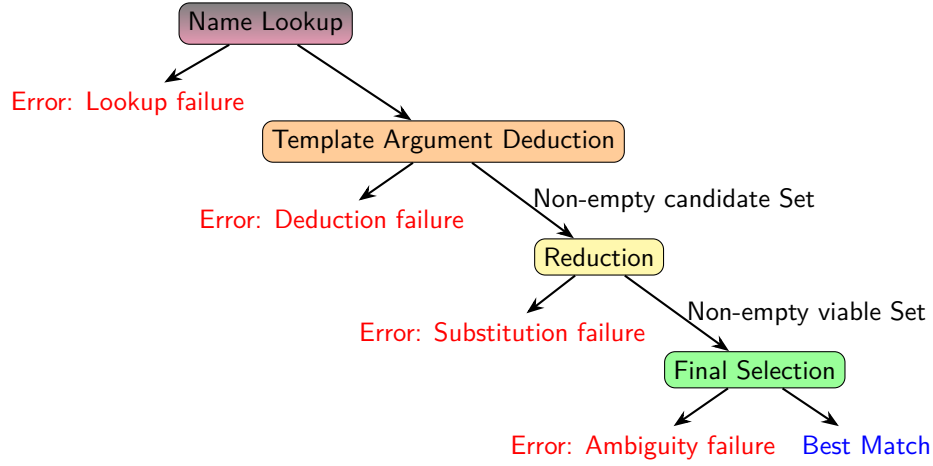 Name Lookup
Error: Lookup failure
Template Argument Deduction
Non-empty candidate Set
Error: Deduction failure
Reduction
Non-empty viable Set
Error: Substitution failure
Final Selection
Error: Ambiguity failure
Best Match